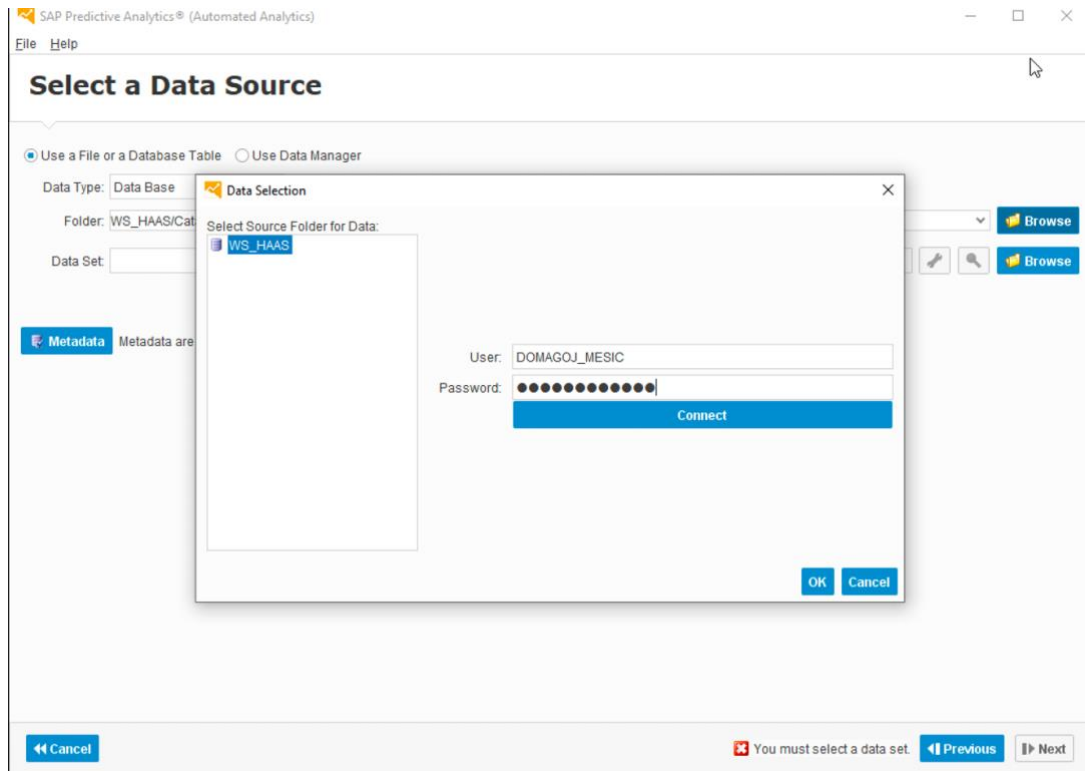 SAP Predictive Analytics® (Automated Analytics)
File Help
Select a Data Source
Use a File or a Database Table Use Data Manager
Data Type: Data Base
Data Selection
Folder: WS_HAAS/Cat
Browse
Select Source Folder for Data:
WS_HAAS
Data Set:
Browse
Metadata Metadata are
User: DOMAGOJ_MESIC
Password: ●●●●●●●●●●●●
Connect
OK Cancel
Cancel You must select a data set. Previous Next